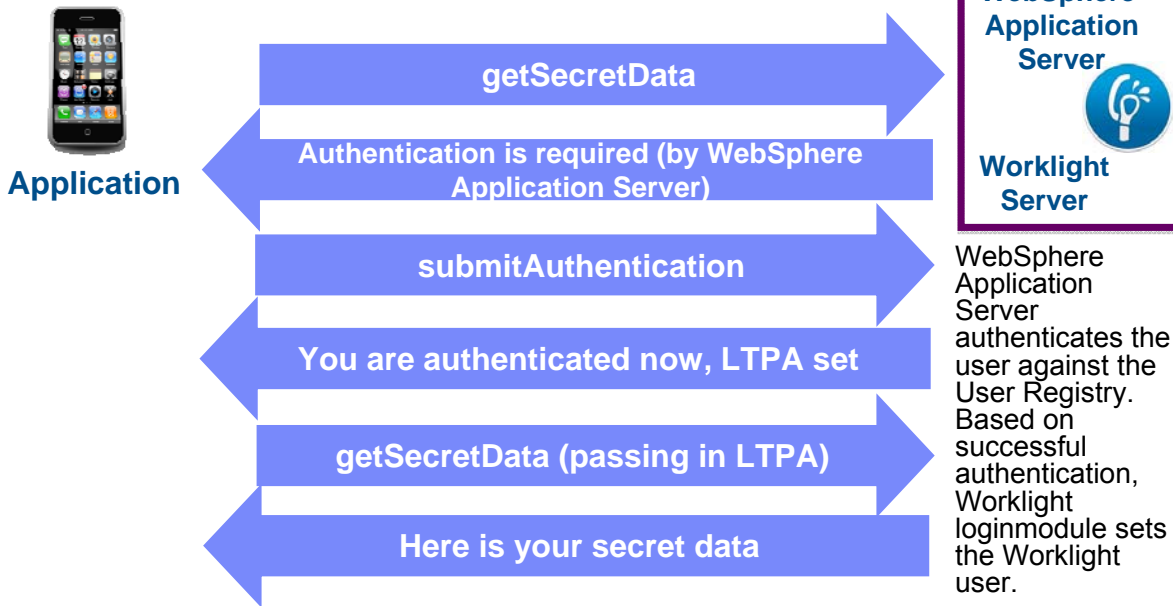 WebSphere
Application
Server
getSecretData
Authentication is required (by WebSphere
Application Server)
Application
Worklight
Server
submitAuthentication
You are authenticated now, LTPA set
getSecretData (passing in LTPA)
Here is your secret data
WebSphere
Application
Server
authenticates the
user against the
User Registry.
Based on
successful
authentication,
Worklight
loginmodule sets
the Worklight
user.